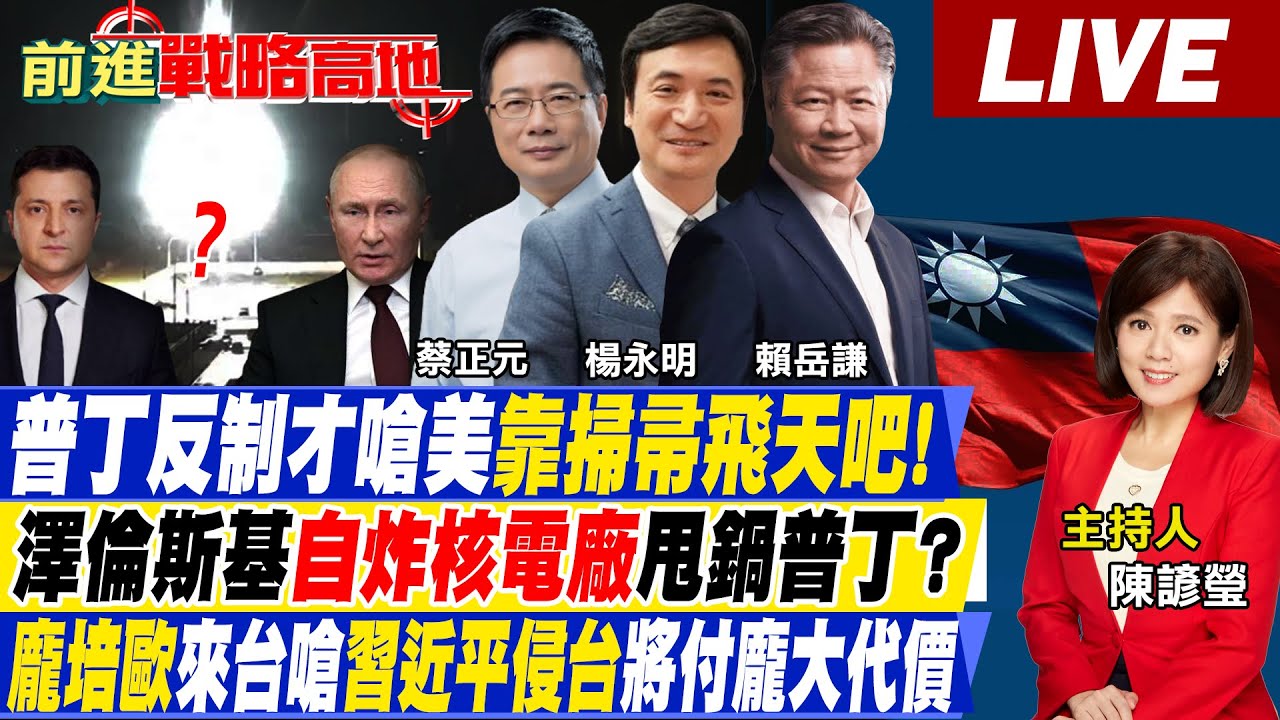 前進戰略高地
LIVE
?
蔡正元
楊永明
賴岳謙
普丁反制才嗆美靠掃帚飛天吧!
澤倫斯基自炸核電廠甩鍋普丁?
龐培歐來台嗆習近平侵台將付龐大代價
主持人
陳諺瑩